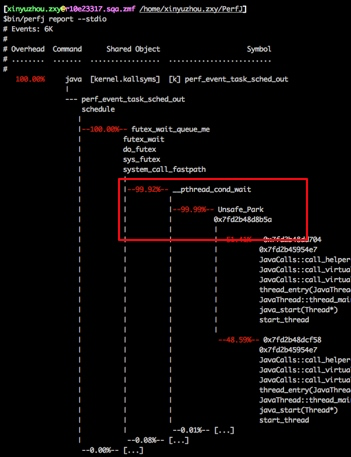 [xinyuzhou.zxy@r10e23317.sqa.zmf /home/xinyuzhou.zxy/PerfJ]
$bin/perfj report --stdio
# Events: 6K
#
# Overhead  Command      Shared Object                 Symbol
# ........  .......  .................  .........................
#
   100.00%     java  [kernel.kallsyms]  [k] perf_event_task_sched_out
               |
               --- perf_event_task_sched_out
                   schedule
                   |
                   |--100.00%-- futex_wait_queue_me
                   |          futex_wait
                   |          do_futex
                   |          sys_futex
                   |          system_call_fastpath
                   |          |
                   |          |--99.92%-- __pthread_cond_wait
                   |          |          |
                   |          |          |--99.99%-- Unsafe_Park
                   |          |          |          0x7fd2b48d8b5a
                   |          |          |          |
                   |          |          |          |--51.41%-- 0x7fd2b48dd704
                   |          |          |          |          0x7fd2b45954e7
                   |          |          |          |          JavaCalls::call_helper
                   |          |          |          |          JavaCalls::call_virtua
                   |          |          |          |          JavaCalls::call_virtua
                   |          |          |          |          thread_entry(JavaThrea
                   |          |          |          |          JavaThread::thread_mai
                   |          |          |          |          java_start(Thread*)
                   |          |          |          |          start_thread
                   |          |          |          |
                   |          |          |           --48.59%-- 0x7fd2b48dcf58
                   |          |          |                     0x7fd2b45954e7
                   |          |          |                     JavaCalls::call_helper
                   |          |          |                     JavaCalls::call_virtua
                   |          |          |                     JavaCalls::call_virtua
                   |          |          |                     thread_entry(JavaThrea
                   |          |          |                     JavaThread::thread_mai
                   |          |          |                     java_start(Thread*)
                   |          |          |                     start_thread
                   |          |           --0.01%-- [...]
                   |           --0.08%-- [...]
                    --0.00%-- [...]